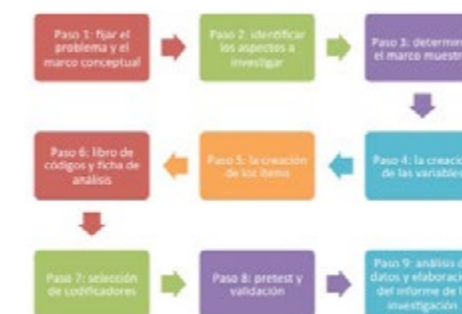 Paso 1: fijar el
problema y el
marco conceptual
Paso 2: identificar
los aspectos a
investigar
Paso 3: determin
el marco muestr
Paso 4: la creació
de las variables
Paso 5: la creación
de los ítems
Paso 6: libro de
códigos y ficha de
análisis
Paso 7: selección
de codificadores
Paso 8: pretest y
validación
Paso 9: análisis d
datos y elaboració
del informe de l
investigación